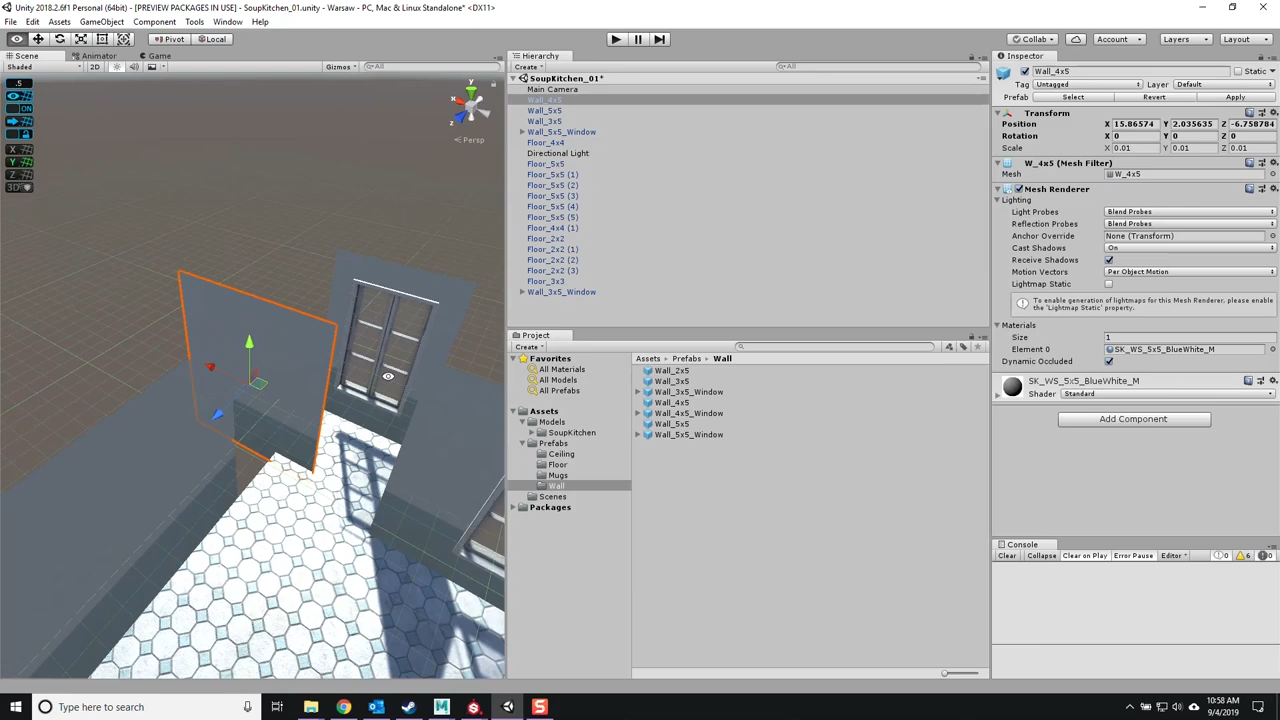 Unity 2018.2.6f1 Personal (64bit) - [PREVIEW PACKAGES IN USE] - SoupKitchen_01.unity - Warsaw - PC, Mac & Linux Standalone* <DX11>
File Edit Assets GameObject Component Tools Window Help
Pivot Local Collab Account Layers Layout
Scene Animator Game
Shaded 2D Gizmos All
.5
ON
X
Y
Z
3D
y
x
z
Persp
Hierarchy
Create All
SoupKitchen_01*
Main Camera
Wall_4x5
Wall_5x5
Wall_3x5
Wall_5x5_Window
Floor_4x4
Directional Light
Floor_5x5
Floor_5x5 (1)
Floor_5x5 (2)
Floor_5x5 (3)
Floor_5x5 (4)
Floor_5x5 (5)
Floor_4x4 (1)
Floor_2x2
Floor_2x2 (1)
Floor_2x2 (2)
Floor_2x2 (3)
Floor_3x3
Wall_3x5_Window
Project
Create
Favorites
All Materials
All Models
All Prefabs
Assets
Models
SoupKitchen
Prefabs
Ceiling
Floor
Mugs
Wall
Scenes
Packages
Assets Prefabs Wall
Wall_2x5
Wall_3x5
Wall_3x5_Window
Wall_4x5
Wall_4x5_Window
Wall_5x5
Wall_5x5_Window
Inspector
Wall_4x5 Static
Tag Untagged Layer Default
Prefab Select Revert Apply
Transform
Position X 15.86574 Y 2.035635 Z -6.758784
Rotation X 0 Y 0 Z 0
Scale X 0.01 Y 0.01 Z 0.01
W_4x5 (Mesh Filter)
Mesh W_4x5
Mesh Renderer
Lighting
Light Probes Blend Probes
Reflection Probes Blend Probes
Anchor Override None (Transform)
Cast Shadows On
Receive Shadows
Motion Vectors Per Object Motion
Lightmap Static
To enable generation of lightmaps for this Mesh Renderer, please enable
the 'Lightmap Static' property.
Materials
Size 1
Element 0 SK_WS_5x5_BlueWhite_M
Dynamic Occluded
SK_WS_5x5_BlueWhite_M
Shader Standard
Add Component
Console
Clear Collapse Clear on Play Error Pause Editor 0 6 0
Type here to search
10:58 AM
9/4/2019